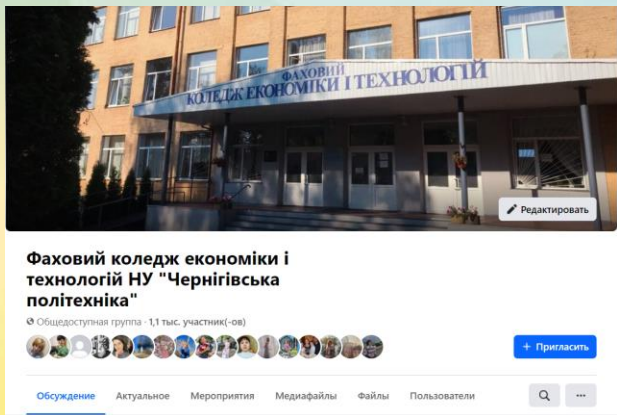 ФАХОВИЙ
КОЛЕДЖ ЕКОНОМІКИ І ТЕХНОЛОГІЙ
Редактировать
Фаховий коледж економіки і
технологій НУ "Чернігівська
політехніка"
Общедоступная группа · 1,1 тыс. участник(-ов)
+ Пригласить
Обсуждение Актуальное Мероприятия Медиафайлы Файлы Пользователи